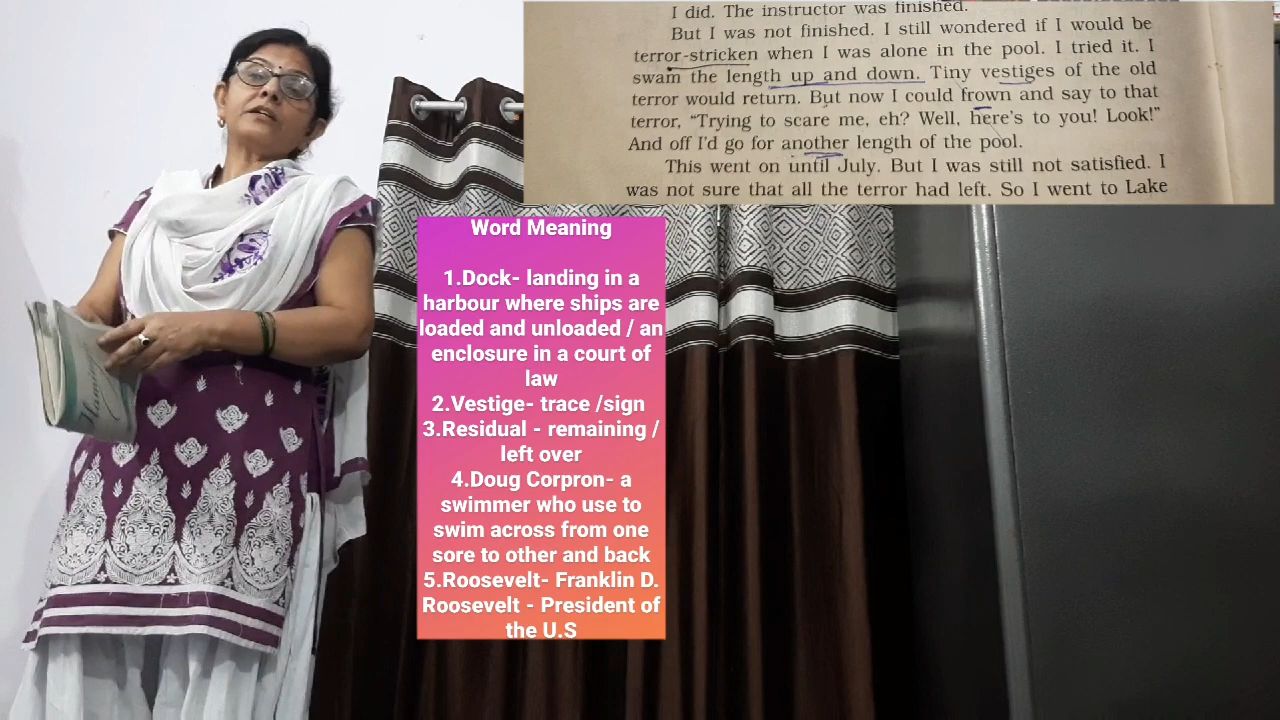 I did. The instructor was finished.
But I was not finished. I still wondered if I would be
terror-stricken when I was alone in the pool. I tried it. I
swam the length up and down. Tiny vestiges of the old
terror would return. But now I could frown and say to that
terror, “Trying to scare me, eh? Well, here’s to you! Look!”
And off I’d go for another length of the pool.
This went on until July. But I was still not satisfied. I
was not sure that all the terror had left. So I went to Lake
Word Meaning
1.Dock- landing in a
harbour where ships are
loaded and unloaded / an
enclosure in a court of
law
2.Vestige- trace /sign
3.Residual - remaining /
left over
4.Doug Corpron- a
swimmer who use to
swim across from one
sore to other and back
5.Roosevelt- Franklin D.
Roosevelt - President of
the U.S